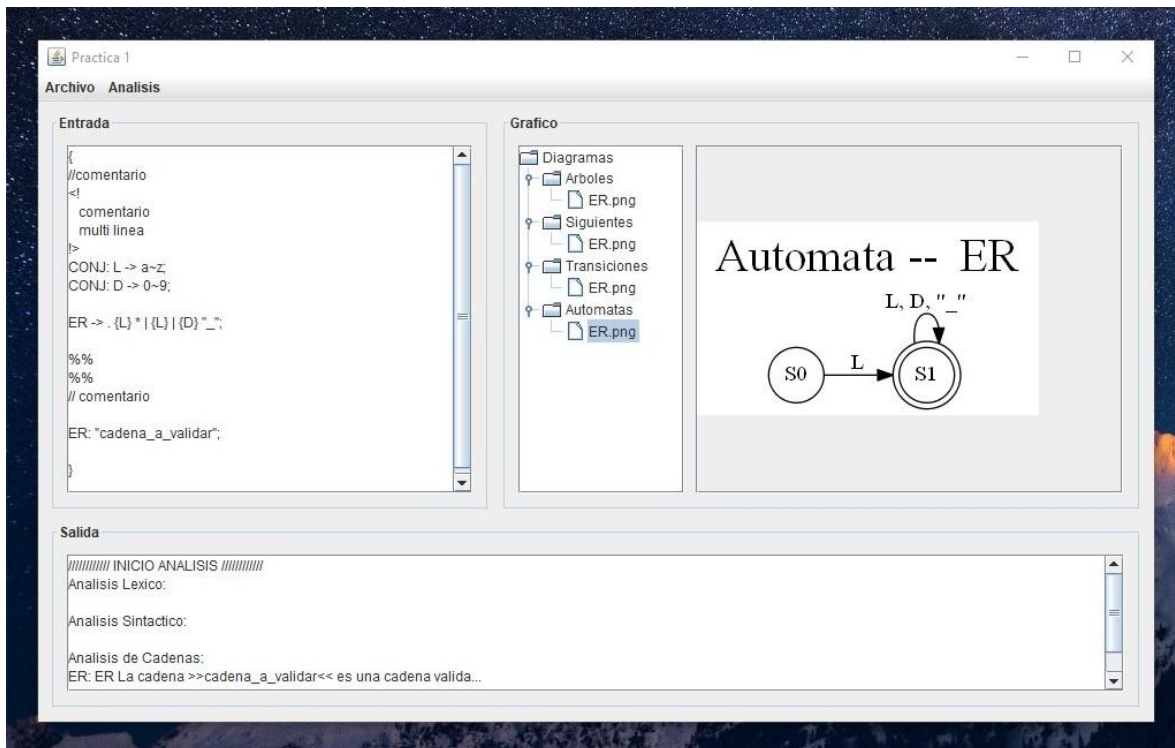 Practica 1
Archivo Analisis
Entrada
{
//comentario
<!
comentario
multi linea
!>
CONJ: L -> a~z;
CONJ: D -> 0~9;
ER -> . {L} * | {L} | {D} "_";
%%
%%
// comentario
ER: "cadena_a_validar";
}
Grafico
Diagramas
Arboles
ER.png
Siguientes
ER.png
Transiciones
ER.png
Automatas
ER.png
Automata -- ER
L, D, "_"
S0 L S1
Salida
//////////// INICIO ANALISIS ////////////
Analisis Lexico:
Analisis Sintactico:
Analisis de Cadenas:
ER: ER La cadena >>cadena_a_validar<< es una cadena valida...